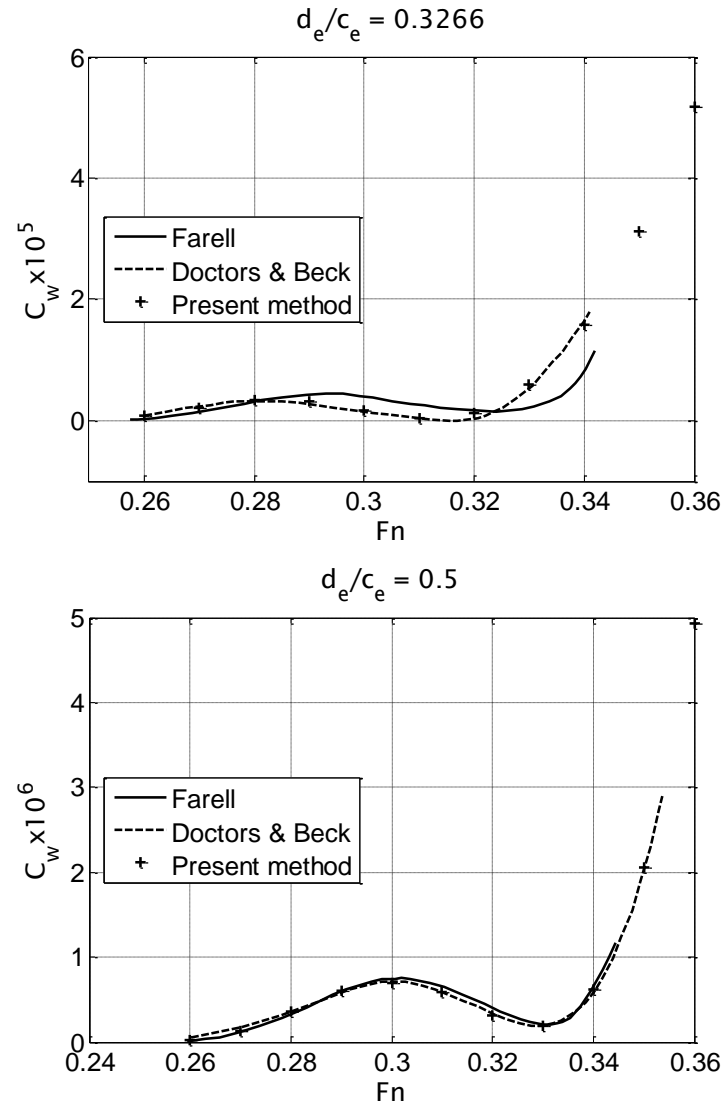 d_e/c_e = 0.3266
6
4
2
0
C_w x10^5
Farell
Doctors & Beck
Present method
0.26 0.28 0.3 0.32 0.34 0.36
Fn
d_e/c_e = 0.5
5
4
3
2
1
0
C_w x10^6
Farell
Doctors & Beck
Present method
0.24 0.26 0.28 0.3 0.32 0.34 0.36
Fn